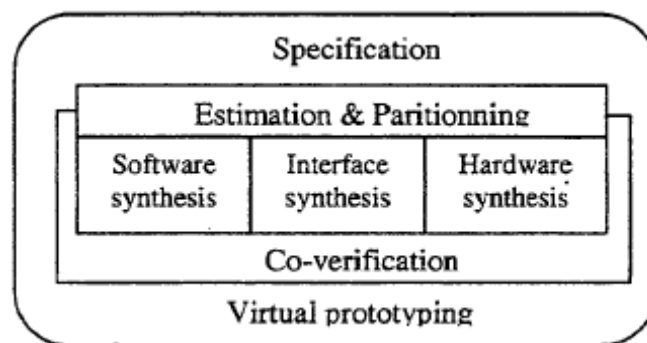 Specification
Estimation & Paritionning
Software Interface Hardware
synthesis synthesis synthesis
Co-verification
Virtual prototyping